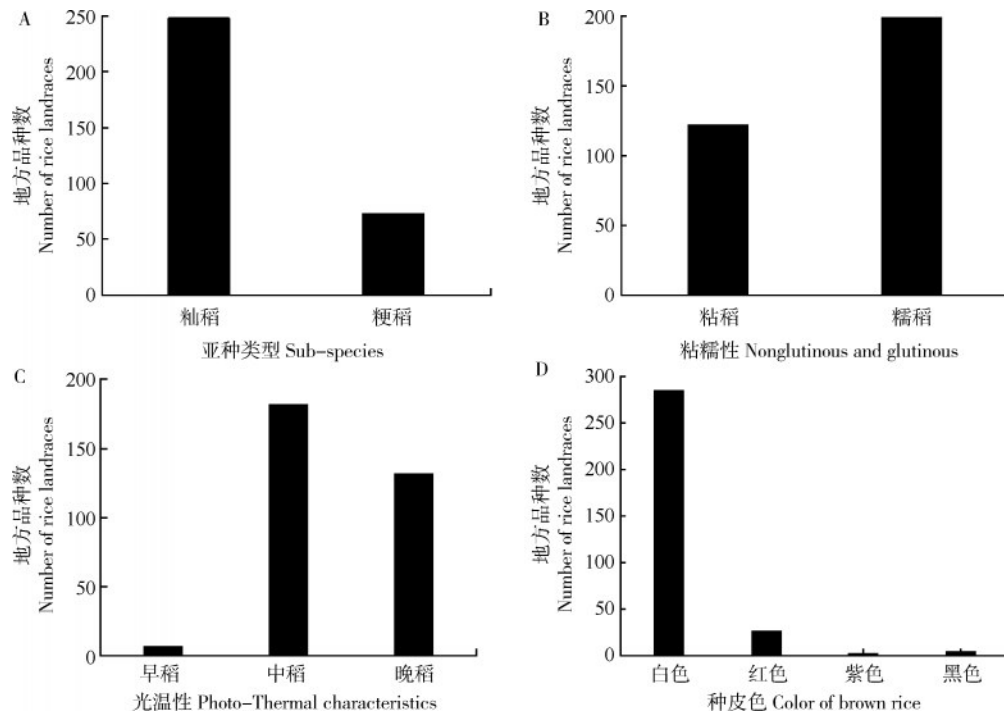 A
地方品种数
Number of rice landraces
250
200
150
100
50
0
籼稻 粳稻
亚种类型 Sub-species
B
地方品种数
Number of rice landraces
200
150
100
50
0
粘稻 糯稻
粘糯性 Nonglutinous and glutinous
C
地方品种数
Number of rice landraces
200
150
100
50
0
早稻 中稻 晚稻
光温性 Photo-Thermal characteristics
D
地方品种数
Number of rice landraces
300
250
200
150
100
50
0
白色 红色 紫色 黑色
种皮色 Color of brown rice